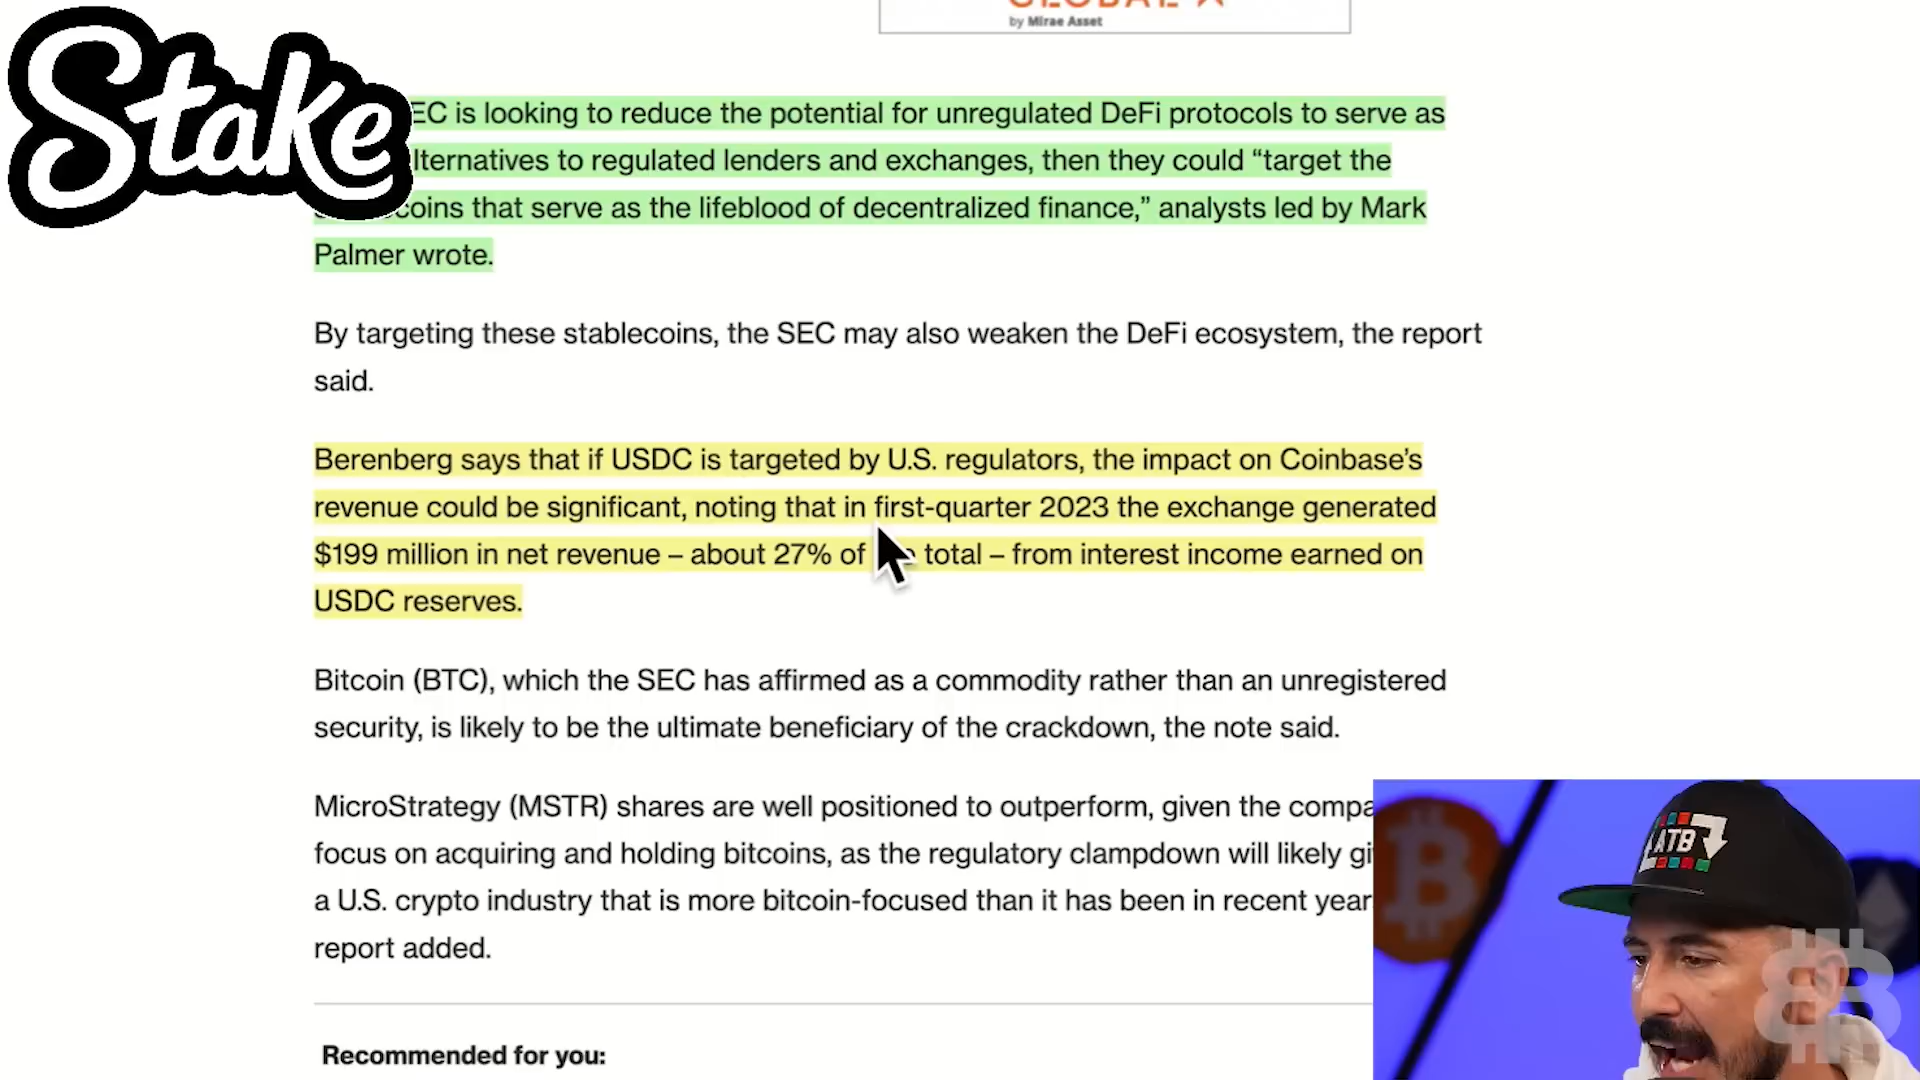 GLOBAL X
by Mirae Asset
Stake
EC is looking to reduce the potential for unregulated DeFi protocols to serve as
lternatives to regulated lenders and exchanges, then they could “target the
coins that serve as the lifeblood of decentralized finance,” analysts led by Mark
Palmer wrote.
By targeting these stablecoins, the SEC may also weaken the DeFi ecosystem, the report
said.
Berenberg says that if USDC is targeted by U.S. regulators, the impact on Coinbase’s
revenue could be significant, noting that in first-quarter 2023 the exchange generated
$199 million in net revenue – about 27% of total – from interest income earned on
USDC reserves.
Bitcoin (BTC), which the SEC has affirmed as a commodity rather than an unregistered
security, is likely to be the ultimate beneficiary of the crackdown, the note said.
MicroStrategy (MSTR) shares are well positioned to outperform, given the compa
focus on acquiring and holding bitcoins, as the regulatory clampdown will likely gi
a U.S. crypto industry that is more bitcoin-focused than it has been in recent year
report added.
Recommended for you:
ATB